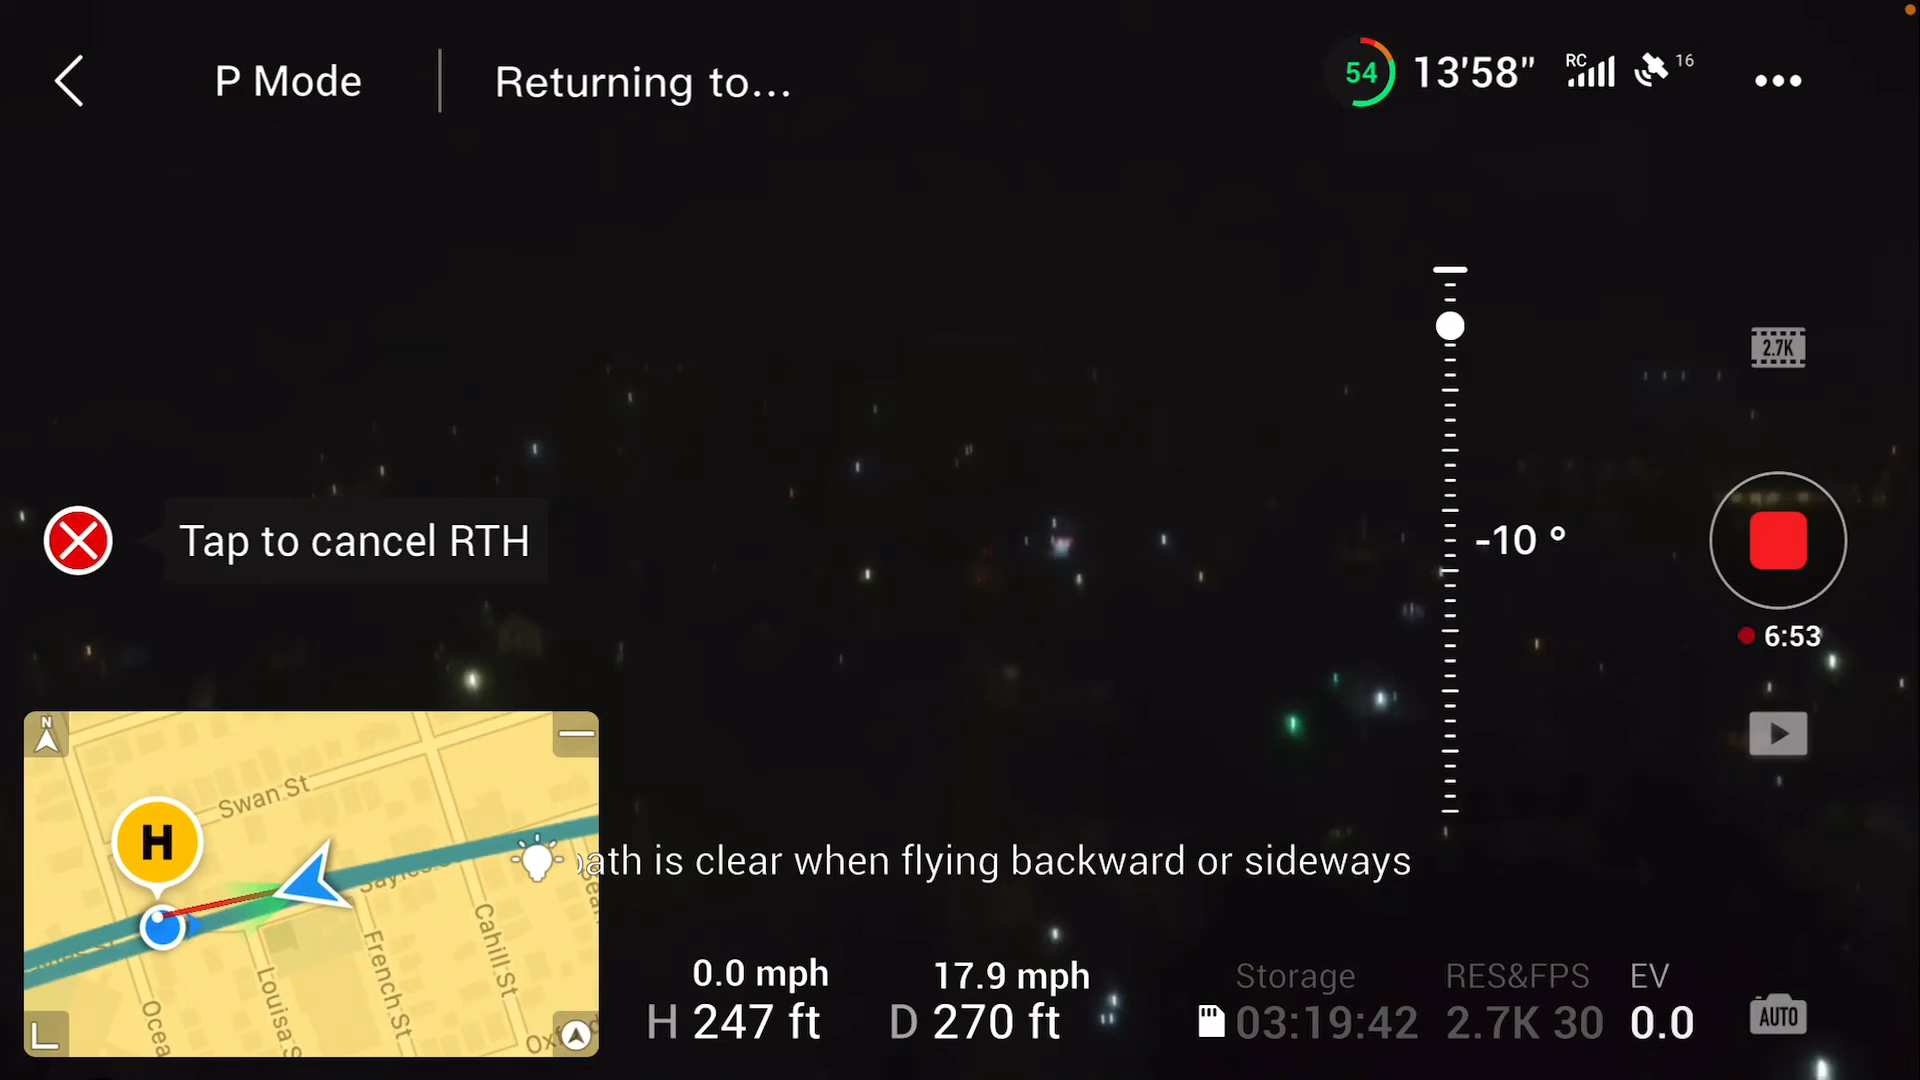 P Mode
Returning to...
54
13'58"
RC
16
2.7K
Tap to cancel RTH
-10 °
6:53
N
Swan St
H
path is clear when flying backward or sideways
Cahill St
French St
Louisa S
Ocea
L
0.0 mph
H 247 ft
17.9 mph
D 270 ft
Storage
03:19:42
RES&FPS
2.7K 30
EV
0.0
AUTO